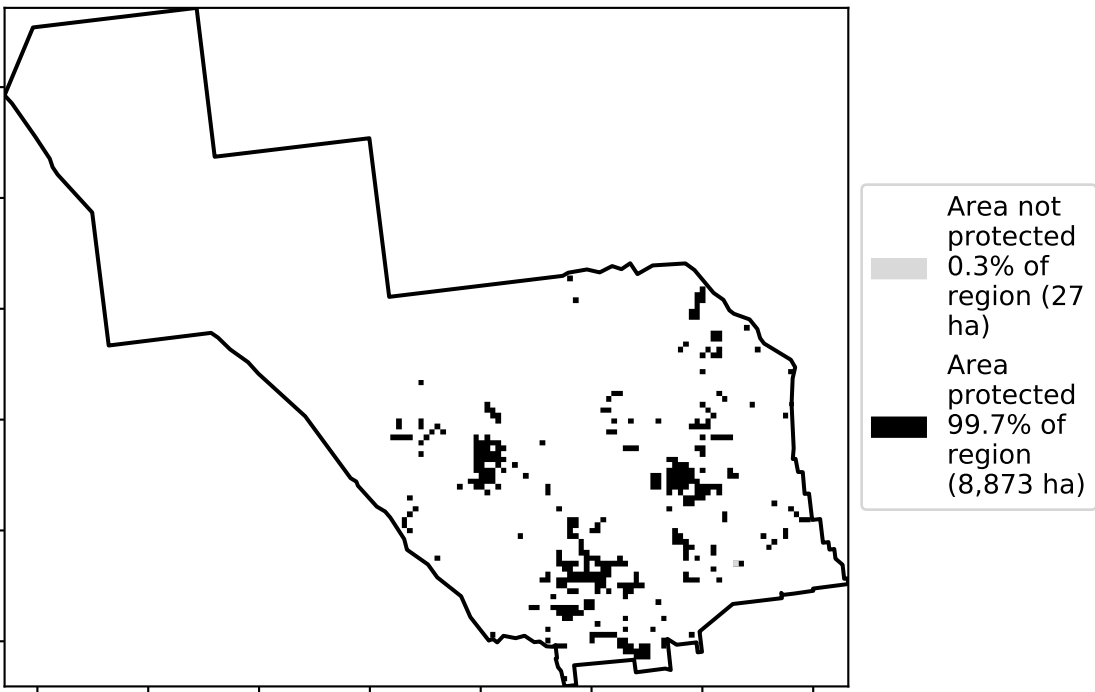 Area not
protected
0.3% of
region (27
ha)
Area
protected
99.7% of
region
(8,873 ha)